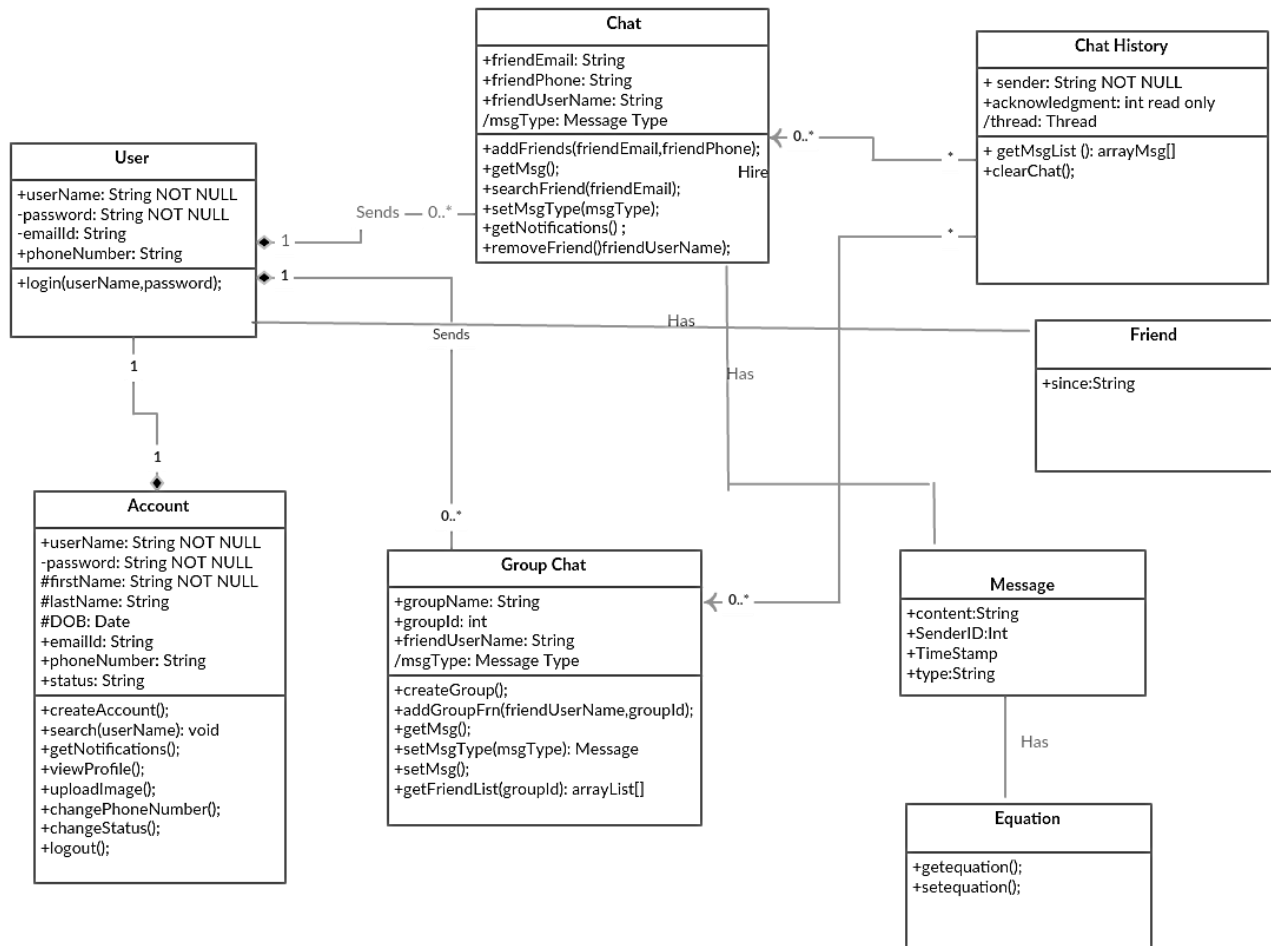 Chat
+friendEmail: String
+friendPhone: String
+friendUserName: String
/msgType: Message Type
+addFriends(friendEmail,friendPhone);
+getMsg();
Hire
+searchFriend(friendEmail);
+setMsgType(msgType);
+getNotifications() ;
+removeFriend()friendUserName);
Chat History
+ sender: String NOT NULL
+acknowledgment: int read only
/thread: Thread
+ getMsgList (): arrayMsg[]
+clearChat();
0..*
*
*
User
+userName: String NOT NULL
-password: String NOT NULL
-emailId: String
+phoneNumber: String
+login(userName,password);
Sends
0..*
1
1
Sends
Has
Has
Friend
+since:String
1
1
0..*
Account
+userName: String NOT NULL
-password: String NOT NULL
#firstName: String NOT NULL
#lastName: String
#DOB: Date
+emailId: String
+phoneNumber: String
+status: String
+createAccount();
+search(userName): void
+getNotifications();
+viewProfile();
+uploadImage();
+changePhoneNumber();
+changeStatus();
+logout();
Group Chat
+groupName: String
+groupId: int
+friendUserName: String
/msgType: Message Type
+createGroup();
+addGroupFrn(friendUserName,groupId);
+getMsg();
+setMsgType(msgType): Message
+setMsg();
+getFriendList(groupId): arrayList[]
0..*
Message
+content:String
+SenderID:Int
+TimeStamp
+type:String
Has
Equation
+getequation();
+setequation();